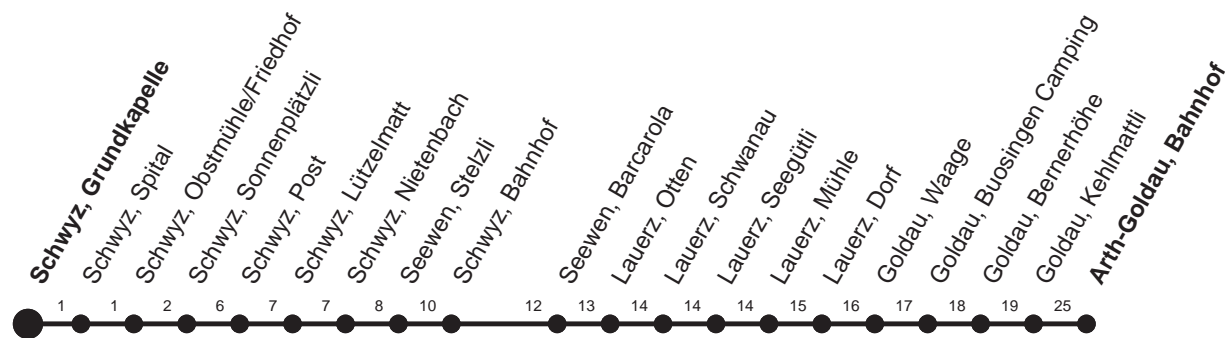 Schwyz, Grundkapelle
Schwyz, Spital
Schwyz, Obstmühle/Friedhof
Schwyz, Sonnenplätzli
Schwyz, Post
Schwyz, Lützelmatt
Schwyz, Nietenbach
Seewen, Stelzli
Schwyz, Bahnhof
Seewen, Barcarola
Lauerz, Otten
Lauerz, Schwanau
Lauerz, Seegütli
Lauerz, Mühle
Lauerz, Dorf
Goldau, Waage
Goldau, Buosingen Camping
Goldau, Bernerhöhe
Goldau, Kehlmattli
Arth-Goldau, Bahnhof
1 1 2 6 7 7 8 10 12 13 14 14 14 15 16 17 18 19 25